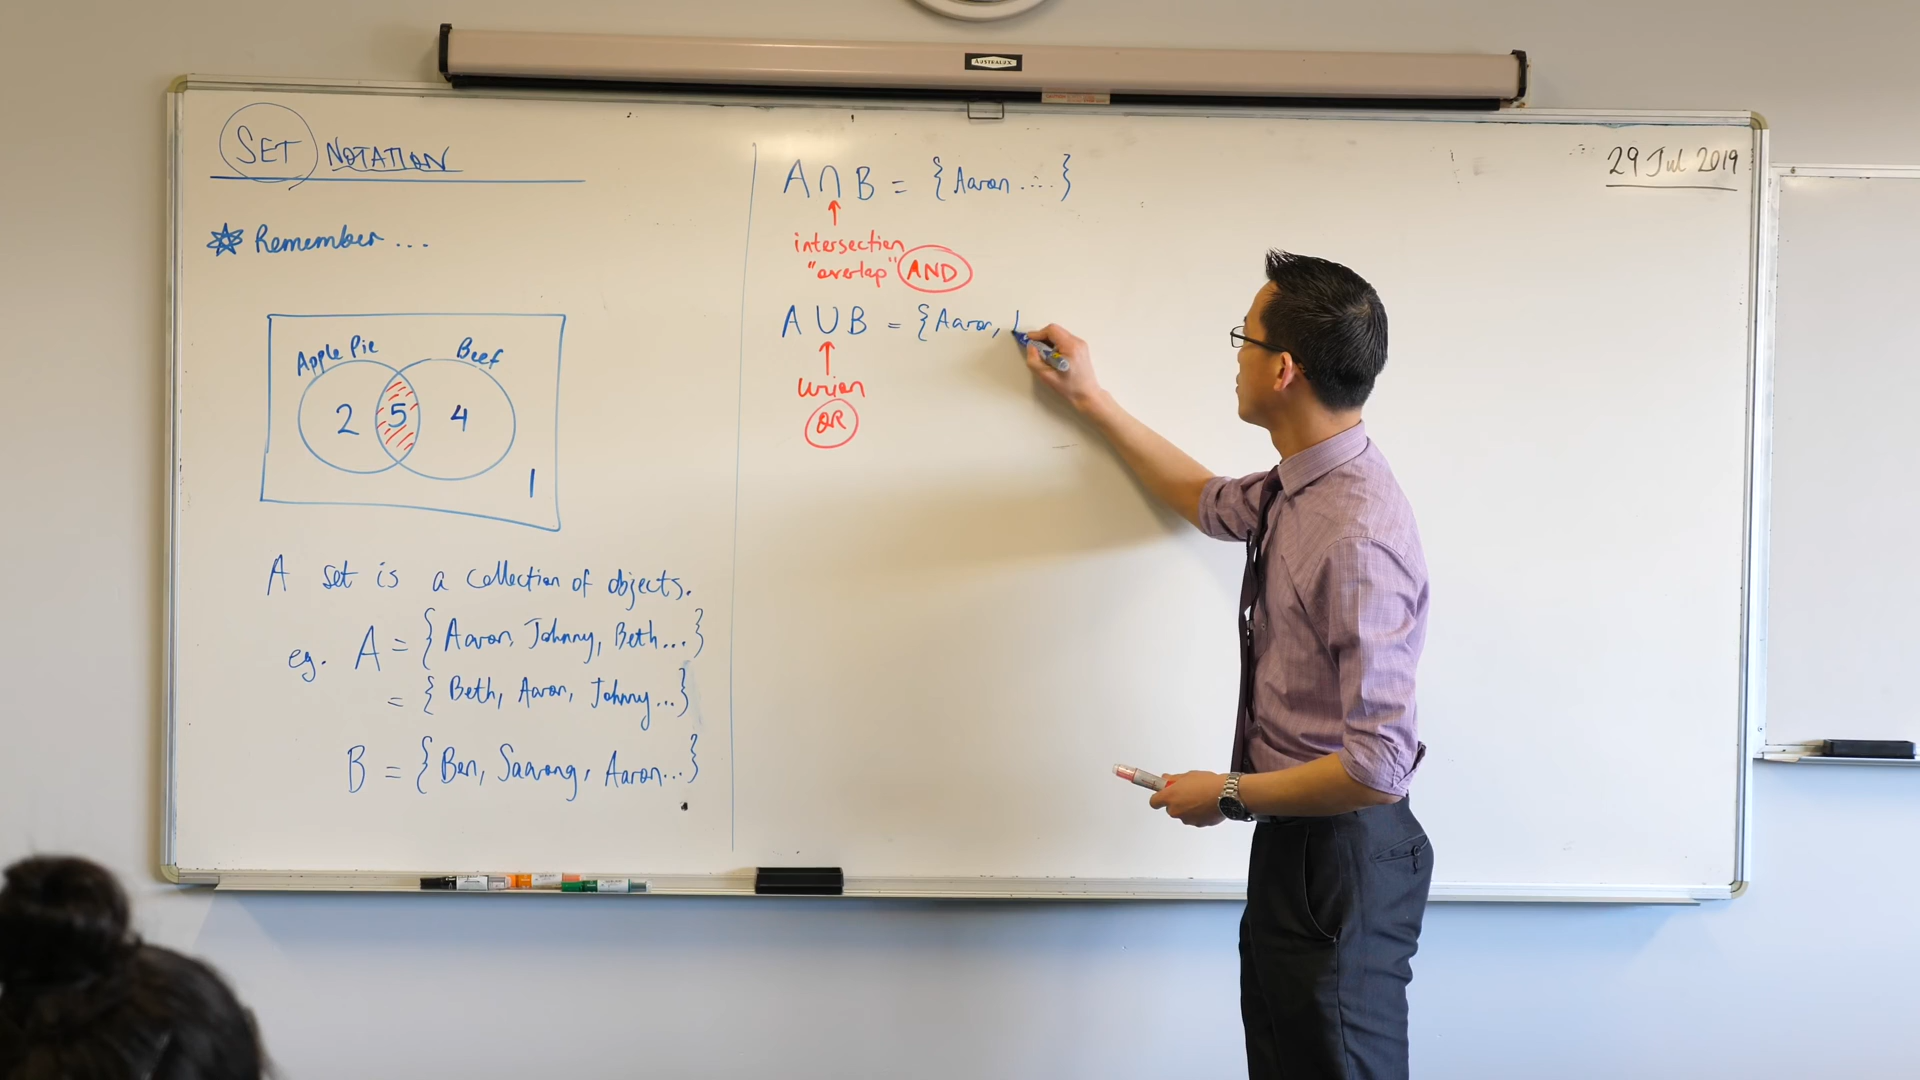 AUSTRALUX
SET NOTATION
Remember ...
Apple Pie
Beef
2 5 4
1
A set is a collection of objects.
eg. A = {Aaron, Johnny, Beth...}
= {Beth, Aaron, Johnny...}
B = {Ben, Saavong, Aaron...}
A∩B = {Aaron ....}
intersection
"overlap" AND
A∪B = {Aaron,
union
OR
29 Jul 2019